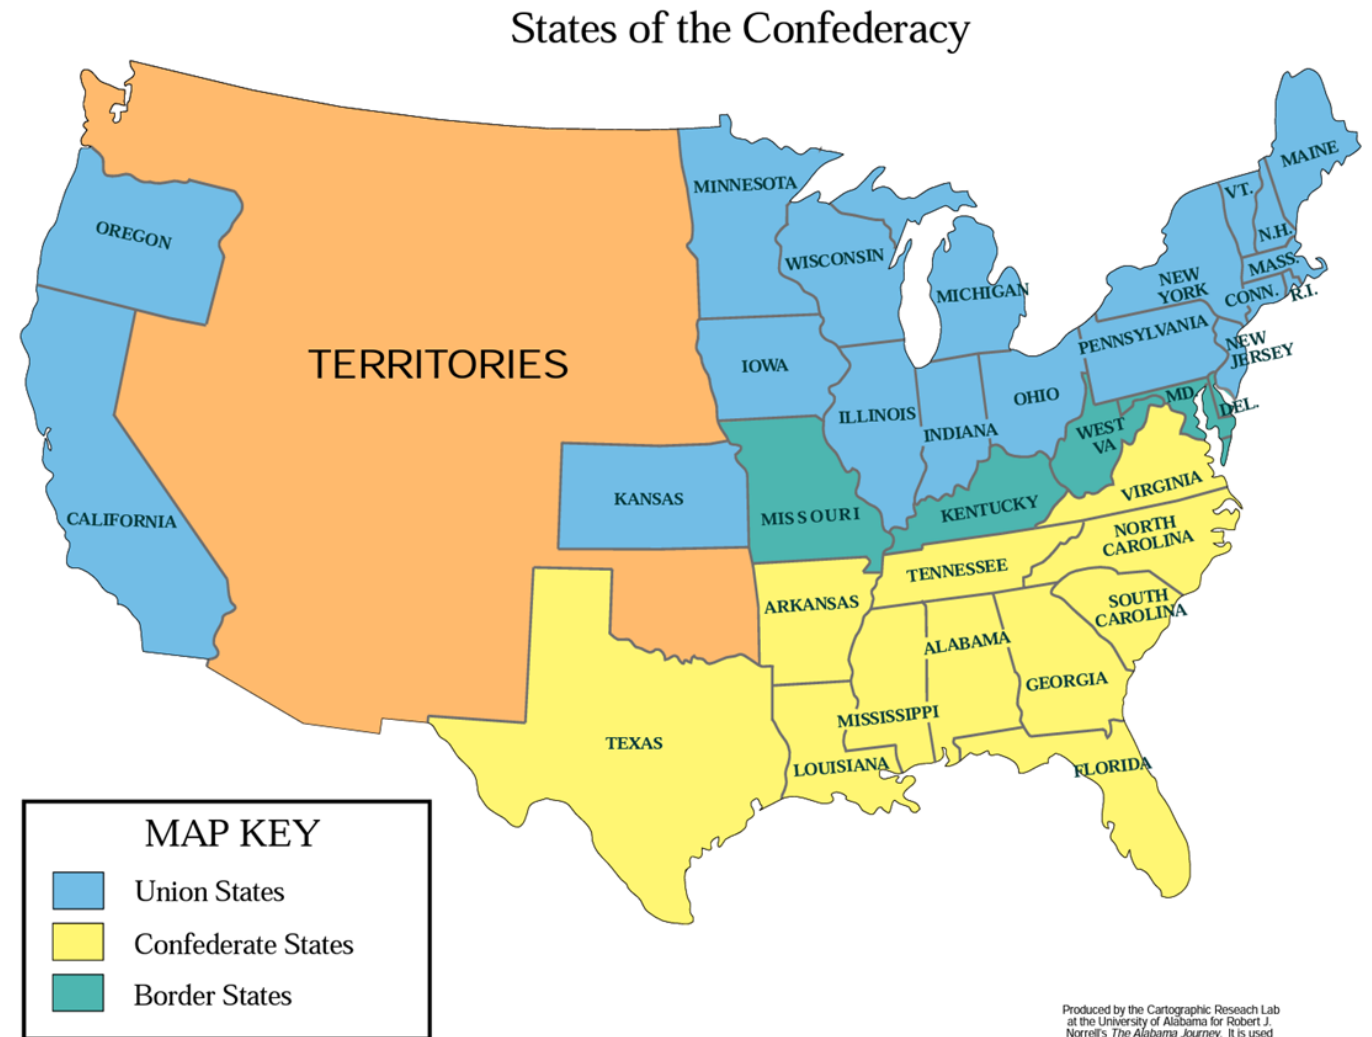 States of the Confederacy
MAINE
VT.
MINNESOTA
N.H.
OREGON
WISCONSIN
MASS.
NEW
YORK
MICHIGAN
CONN.
R.I.
PENNSYLVANIA
NEW
JERSEY
TERRITORIES
IOWA
OHIO
MD.
DEL.
ILLINOIS
INDIANA
WEST
VA
KANSAS
VIRGINIA
CALIFORNIA
MISSOURI
KENTUCKY
NORTH
CAROLINA
TENNESSEE
ARKANSAS
SOUTH
CAROLINA
ALABAMA
GEORGIA
MISSISSIPPI
TEXAS
LOUISIANA
FLORIDA
MAP KEY
Union States
Confederate States
Border States
Produced by the Cartographic Reseach Lab
at the University of Alabama for Robert J.
Norrell's The Alabama Journey. It is used